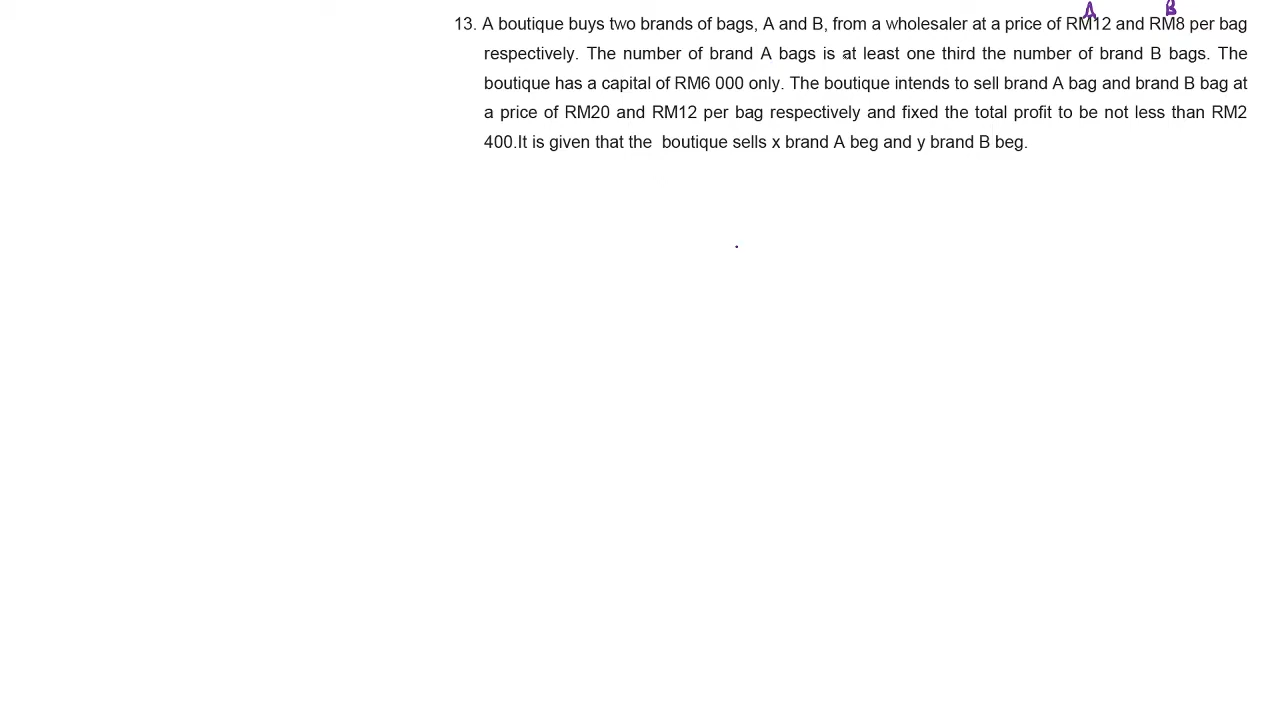 A B
13. A boutique buys two brands of bags, A and B, from a wholesaler at a price of RM12 and RM8 per bag
respectively. The number of brand A bags is at least one third the number of brand B bags. The
boutique has a capital of RM6 000 only. The boutique intends to sell brand A bag and brand B bag at
a price of RM20 and RM12 per bag respectively and fixed the total profit to be not less than RM2
400.It is given that the  boutique sells x brand A beg and y brand B beg.